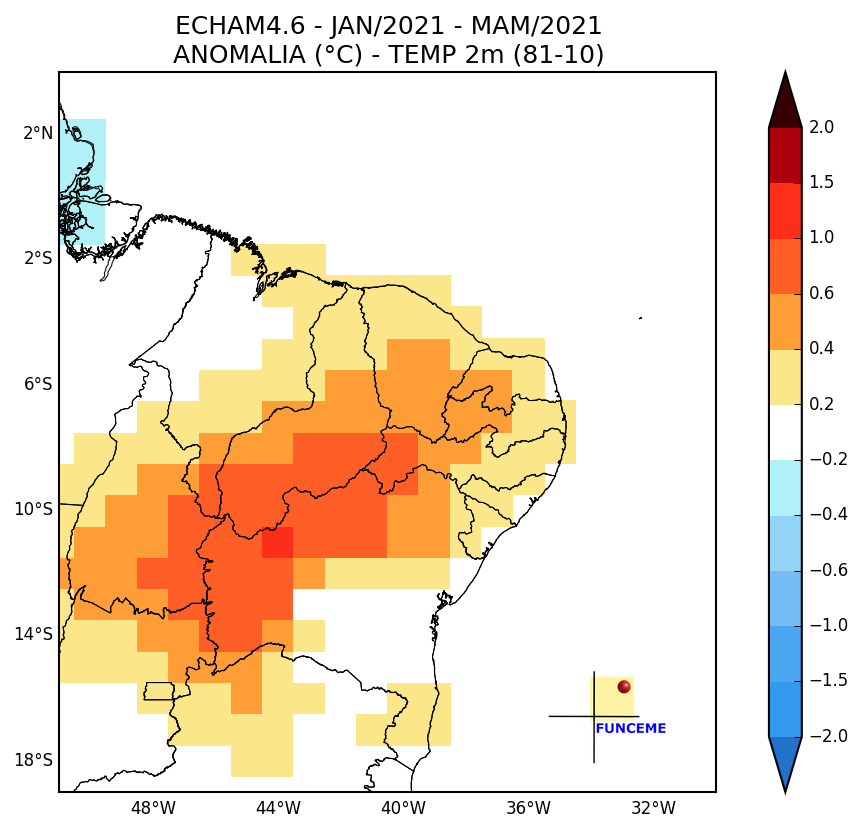 ECHAM4.6 - JAN/2021 - MAM/2021
ANOMALIA (°C) - TEMP 2m (81-10)
2°N
2°S
6°S
10°S
14°S
18°S
48°W
44°W
40°W
36°W
32°W
2.0
1.5
1.0
0.6
0.4
0.2
−0.2
−0.4
−0.6
−1.0
−1.5
−2.0
FUNCEME